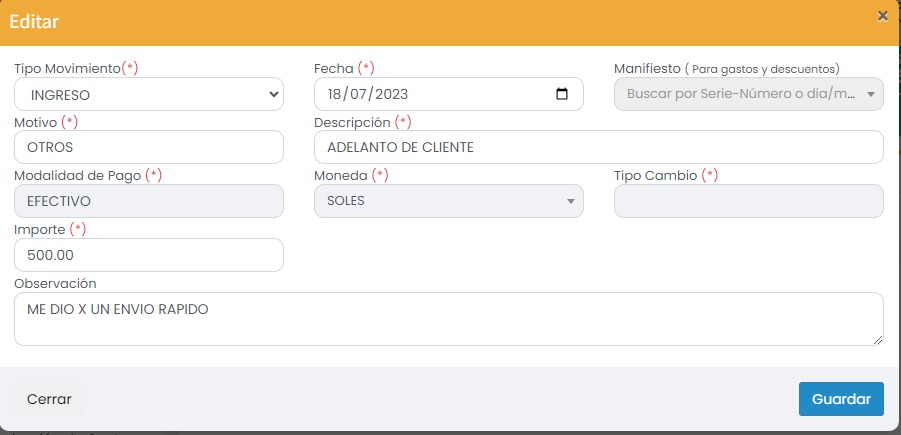 Editar
×
Tipo Movimiento(*)
Fecha (*)
Manifiesto ( Para gastos y descuentos)
INGRESO
18/07/2023
Buscar por Serie-Número o dia/m...
Motivo (*)
Descripción (*)
OTROS
ADELANTO DE CLIENTE
Modalidad de Pago (*)
Moneda (*)
Tipo Cambio (*)
EFECTIVO
SOLES
Importe (*)
500.00
Observación
ME DIO X UN ENVIO RAPIDO
Cerrar
Guardar